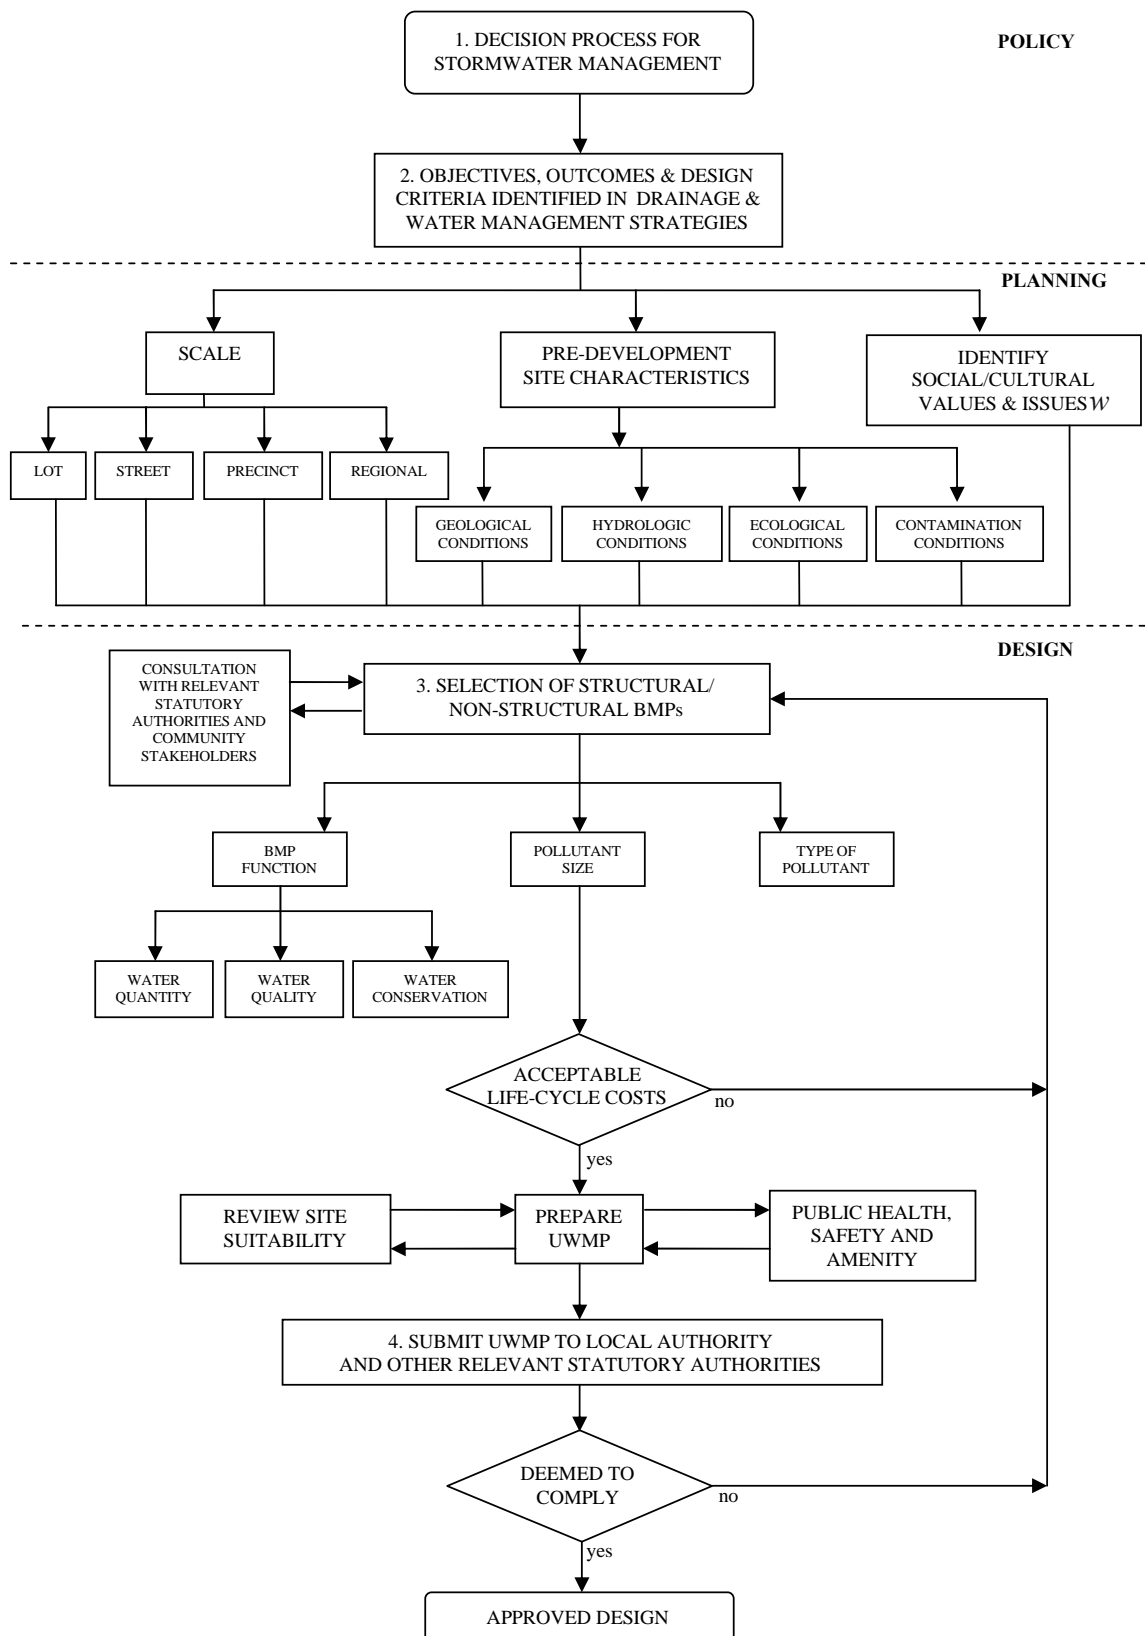 1. DECISION PROCESS FOR
STORMWATER MANAGEMENT
POLICY
2. OBJECTIVES, OUTCOMES & DESIGN
CRITERIA IDENTIFIED IN DRAINAGE &
WATER MANAGEMENT STRATEGIES
PLANNING
SCALE
PRE-DEVELOPMENT
SITE CHARACTERISTICS
IDENTIFY
SOCIAL/CULTURAL
VALUES & ISSUES W
LOT
STREET
PRECINCT
REGIONAL
GEOLOGICAL
CONDITIONS
HYDROLOGIC
CONDITIONS
ECOLOGICAL
CONDITIONS
CONTAMINATION
CONDITIONS
DESIGN
CONSULTATION
WITH RELEVANT
STATUTORY
AUTHORITIES AND
COMMUNITY
STAKEHOLDERS
3. SELECTION OF STRUCTURAL/
NON-STRUCTURAL BMPs
BMP
FUNCTION
POLLUTANT
SIZE
TYPE OF
POLLUTANT
WATER
QUANTITY
WATER
QUALITY
WATER
CONSERVATION
ACCEPTABLE
LIFE-CYCLE COSTS
no
yes
REVIEW SITE
SUITABILITY
PREPARE
UWMP
PUBLIC HEALTH,
SAFETY AND
AMENITY
4. SUBMIT UWMP TO LOCAL AUTHORITY
AND OTHER RELEVANT STATUTORY AUTHORITIES
DEEMED TO
COMPLY
no
yes
APPROVED DESIGN